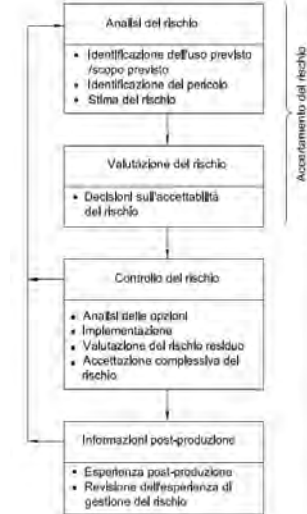 Analisi del rischio
• Identificazione dell'uso previsto
/scopo previsto
• Identificazione del pericolo
• Stima del rischio
Accertamento del rischio
Valutazione del rischio
• Decisioni sull'accettabilità
del rischio
Controllo del rischio
• Analisi delle opzioni
• Implementazione
• Valutazione del rischio residuo
• Accettazione complessiva del
rischio
Informazioni post-produzione
• Esperienza post-produzione
• Revisione dell'esperienza di
gestione del rischio